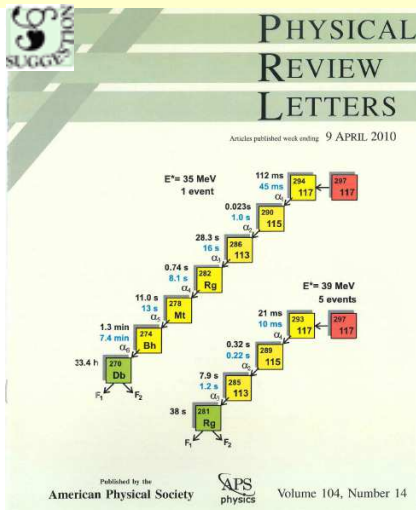 SUGGESTION
PHYSICAL
REVIEW
LETTERS
Articles published week ending 9 APRIL 2010
E*= 35 MeV
1 event
112 ms
45 ms
α₁
294
117
297
117
0.023s
1.0 s
α₂
290
115
28.3 s
16 s
α₃
286
113
0.74 s
8.1 s
α₄
282
Rg
11.0 s
13 s
α₅
278
Mt
1.3 min
7.4 min
α₆
274
Bh
33.4 h
270
Db
F₁ F₂
E*= 39 MeV
5 events
21 ms
10 ms
α₁
293
117
297
117
0.32 s
0.22 s
α₂
289
115
7.9 s
1.2 s
α₃
285
113
38 s
281
Rg
F₁ F₂
Published by the
American Physical Society
APS
physics
Volume 104, Number 14